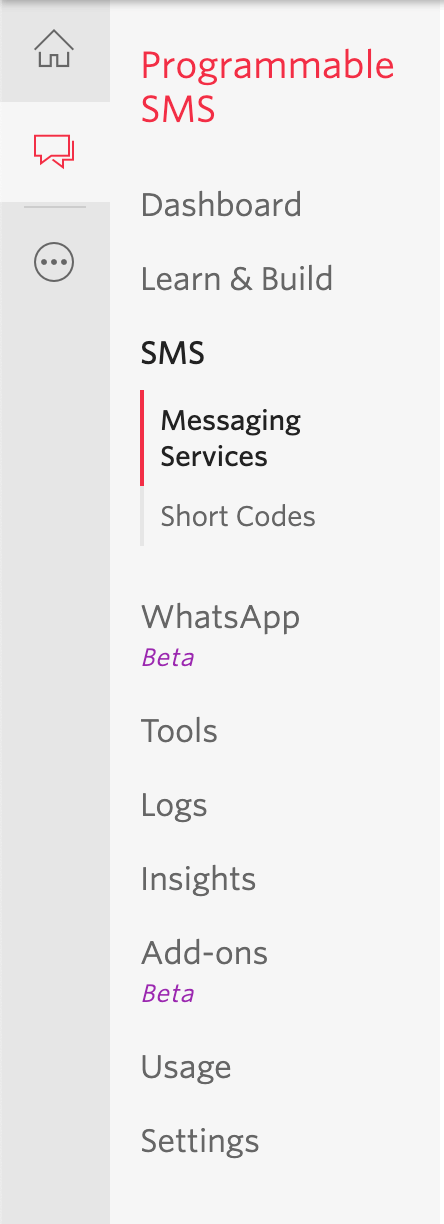 Programmable
SMS
Dashboard
Learn & Build
SMS
Messaging
Services
Short Codes
WhatsApp
Beta
Tools
Logs
Insights
Add-ons
Beta
Usage
Settings